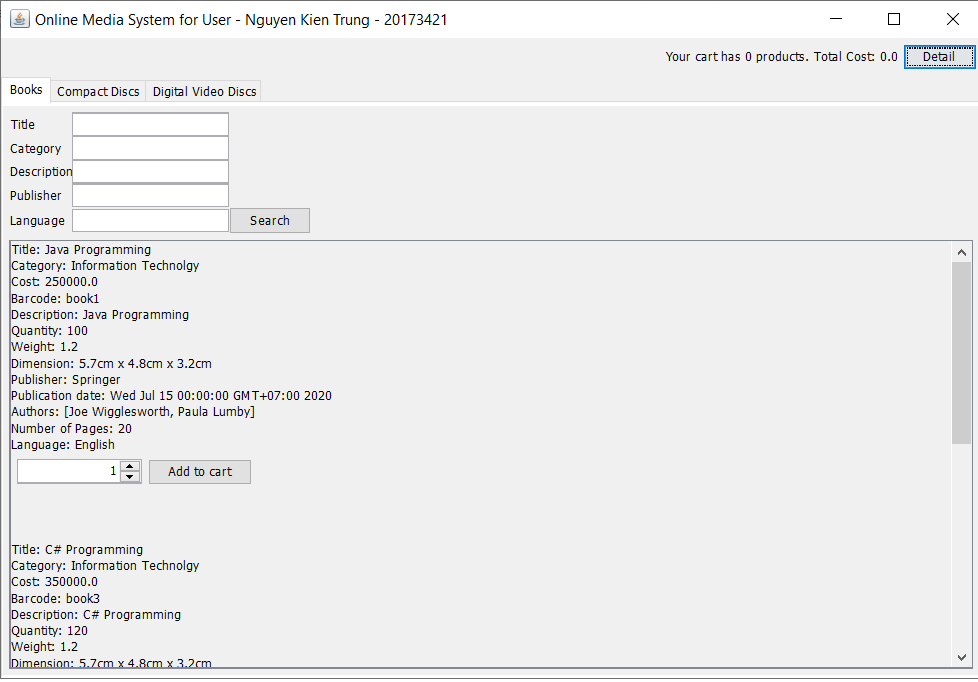 Online Media System for User - Nguyen Kien Trung - 20173421
Your cart has 0 products. Total Cost: 0.0 Detail
Books Compact Discs Digital Video Discs
Title
Category
Description
Publisher
Language Search
Title: Java Programming
Category: Information Technolgy
Cost: 250000.0
Barcode: book1
Description: Java Programming
Quantity: 100
Weight: 1.2
Dimension: 5.7cm x 4.8cm x 3.2cm
Publisher: Springer
Publication date: Wed Jul 15 00:00:00 GMT+07:00 2020
Authors: [Joe Wigglesworth, Paula Lumby]
Number of Pages: 20
Language: English
1 Add to cart
Title: C# Programming
Category: Information Technolgy
Cost: 350000.0
Barcode: book3
Description: C# Programming
Quantity: 120
Weight: 1.2
Dimension: 5.7cm x 4.8cm x 3.2cm